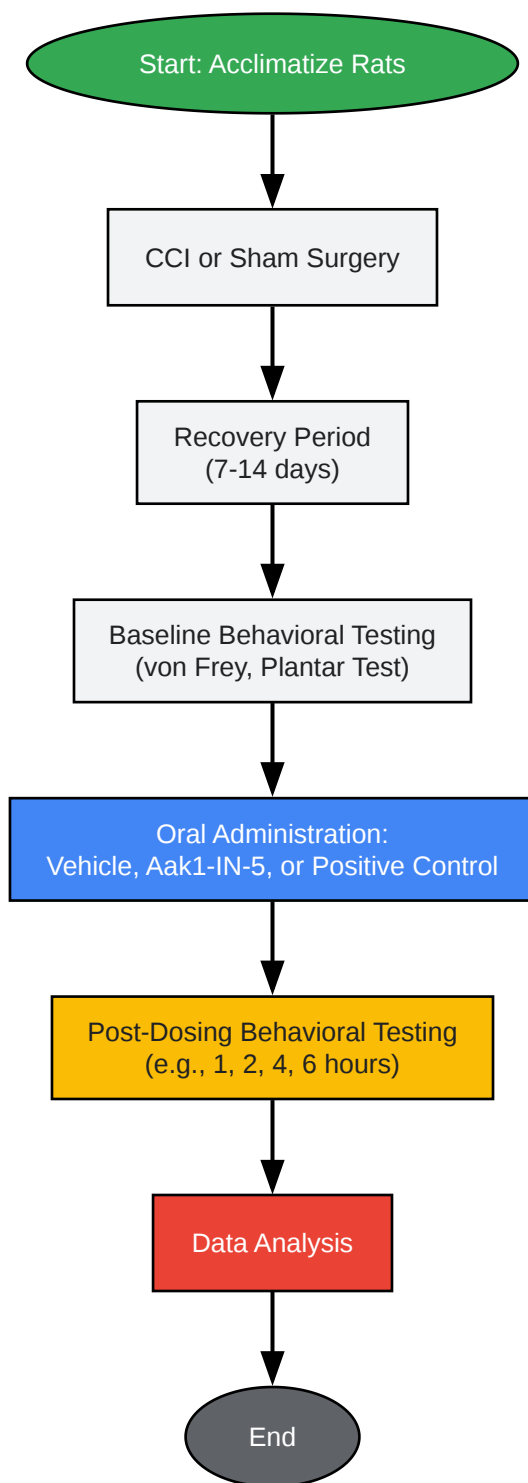 Start: Acclimatize Rats
CCI or Sham Surgery
Recovery Period
(7-14 days)
Baseline Behavioral Testing
(von Frey, Plantar Test)
Oral Administration:
Vehicle, Aak1-IN-5, or Positive Control
Post-Dosing Behavioral Testing
(e.g., 1, 2, 4, 6 hours)
Data Analysis
End